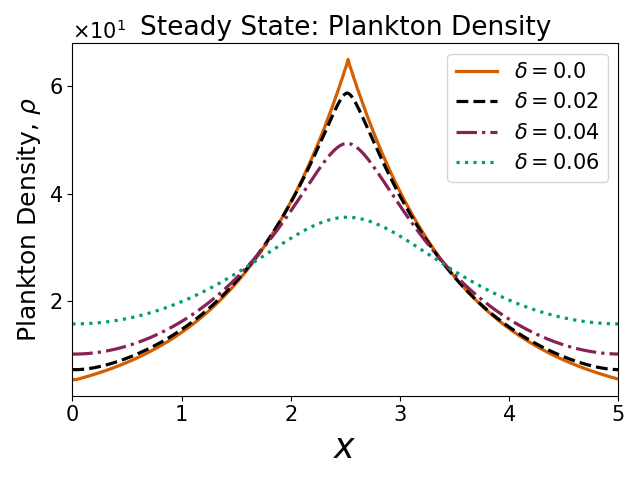 ×10¹ Steady State: Plankton Density
Plankton Density, ρ
6
4
2
δ = 0.0
δ = 0.02
δ = 0.04
δ = 0.06
0 1 2 3 4 5
x